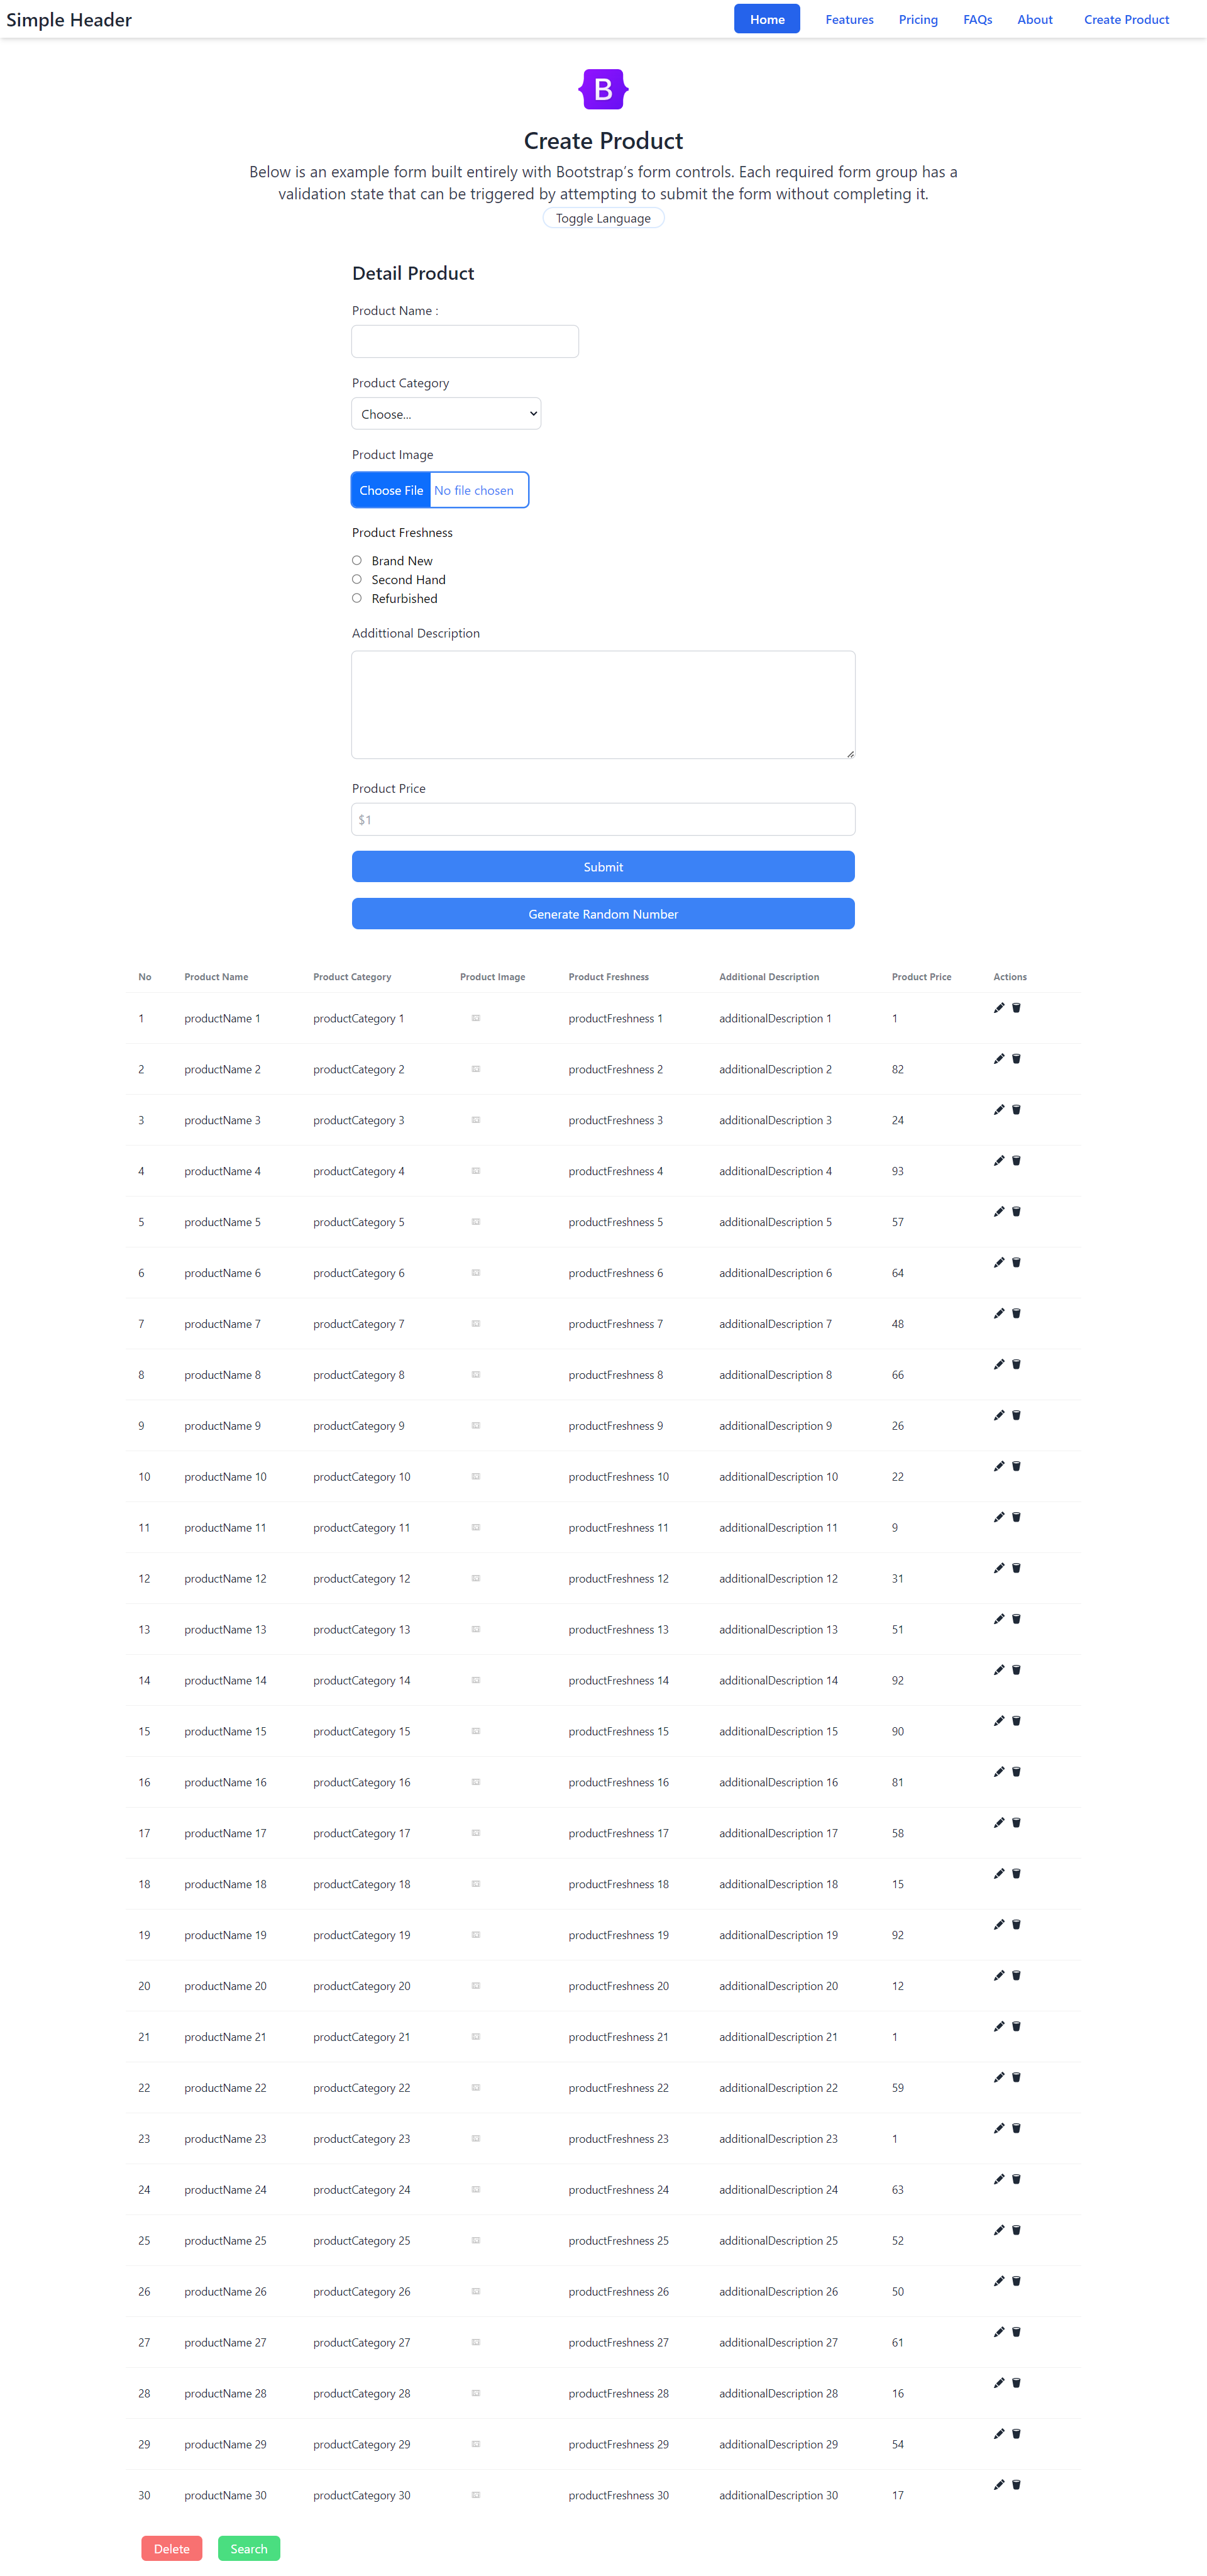 Simple Header
Home Features Pricing FAQs About Create Product
B
Create Product
Below is an example form built entirely with Bootstrap’s form controls. Each required form group has a
validation state that can be triggered by attempting to submit the form without completing it.
Toggle Language
Detail Product
Product Name :
Product Category
Choose...
Product Image
Choose File No file chosen
Product Freshness
Brand New
Second Hand
Refurbished
Addittional Description
Product Price
$1
Submit
Generate Random Number
No Product Name Product Category Product Image Product Freshness Additional Description Product Price Actions
1 productName 1 productCategory 1 productFreshness 1 additionalDescription 1 1
2 productName 2 productCategory 2 productFreshness 2 additionalDescription 2 82
3 productName 3 productCategory 3 productFreshness 3 additionalDescription 3 24
4 productName 4 productCategory 4 productFreshness 4 additionalDescription 4 93
5 productName 5 productCategory 5 productFreshness 5 additionalDescription 5 57
6 productName 6 productCategory 6 productFreshness 6 additionalDescription 6 64
7 productName 7 productCategory 7 productFreshness 7 additionalDescription 7 48
8 productName 8 productCategory 8 productFreshness 8 additionalDescription 8 66
9 productName 9 productCategory 9 productFreshness 9 additionalDescription 9 26
10 productName 10 productCategory 10 productFreshness 10 additionalDescription 10 22
11 productName 11 productCategory 11 productFreshness 11 additionalDescription 11 9
12 productName 12 productCategory 12 productFreshness 12 additionalDescription 12 31
13 productName 13 productCategory 13 productFreshness 13 additionalDescription 13 51
14 productName 14 productCategory 14 productFreshness 14 additionalDescription 14 92
15 productName 15 productCategory 15 productFreshness 15 additionalDescription 15 90
16 productName 16 productCategory 16 productFreshness 16 additionalDescription 16 81
17 productName 17 productCategory 17 productFreshness 17 additionalDescription 17 58
18 productName 18 productCategory 18 productFreshness 18 additionalDescription 18 15
19 productName 19 productCategory 19 productFreshness 19 additionalDescription 19 92
20 productName 20 productCategory 20 productFreshness 20 additionalDescription 20 12
21 productName 21 productCategory 21 productFreshness 21 additionalDescription 21 1
22 productName 22 productCategory 22 productFreshness 22 additionalDescription 22 59
23 productName 23 productCategory 23 productFreshness 23 additionalDescription 23 1
24 productName 24 productCategory 24 productFreshness 24 additionalDescription 24 63
25 productName 25 productCategory 25 productFreshness 25 additionalDescription 25 52
26 productName 26 productCategory 26 productFreshness 26 additionalDescription 26 50
27 productName 27 productCategory 27 productFreshness 27 additionalDescription 27 61
28 productName 28 productCategory 28 productFreshness 28 additionalDescription 28 16
29 productName 29 productCategory 29 productFreshness 29 additionalDescription 29 54
30 productName 30 productCategory 30 productFreshness 30 additionalDescription 30 17
Delete Search